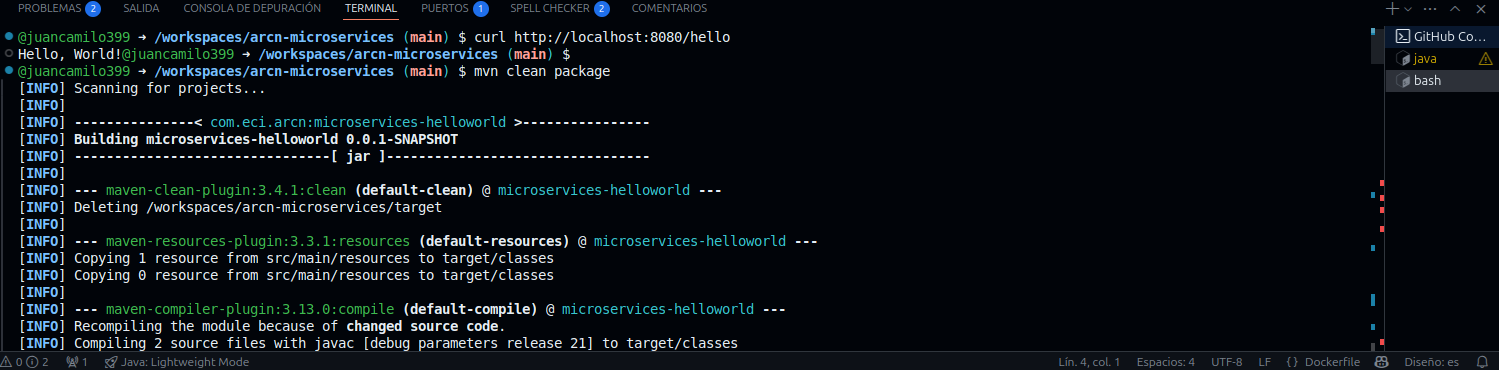 PROBLEMAS 2 SALIDA CONSOLA DE DEPURACIÓN TERMINAL PUERTOS 1 SPELL CHECKER 2 COMENTARIOS
@juancamilo399 ➜ /workspaces/arcn-microservices (main) $ curl http://localhost:8080/hello
Hello, World!@juancamilo399 ➜ /workspaces/arcn-microservices (main) $
@juancamilo399 ➜ /workspaces/arcn-microservices (main) $ mvn clean package
[INFO] Scanning for projects...
[INFO]
[INFO] ---------------< com.eci.arcn:microservices-helloworld >----------------
[INFO] Building microservices-helloworld 0.0.1-SNAPSHOT
[INFO] --------------------------------[ jar ]---------------------------------
[INFO]
[INFO] --- maven-clean-plugin:3.4.1:clean (default-clean) @ microservices-helloworld ---
[INFO] Deleting /workspaces/arcn-microservices/target
[INFO]
[INFO] --- maven-resources-plugin:3.3.1:resources (default-resources) @ microservices-helloworld ---
[INFO] Copying 1 resource from src/main/resources to target/classes
[INFO] Copying 0 resource from src/main/resources to target/classes
[INFO]
[INFO] --- maven-compiler-plugin:3.13.0:compile (default-compile) @ microservices-helloworld ---
[INFO] Recompiling the module because of changed source code.
[INFO] Compiling 2 source files with javac [debug parameters release 21] to target/classes
GitHub Co...
java
bash
0 2 1 Java: Lightweight Mode Lín. 4, col. 1 Espacios: 4 UTF-8 LF {} Dockerfile Diseño: es